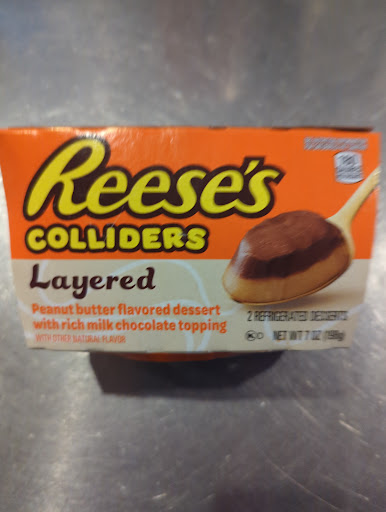 Reese's
COLLIDERS
Layered
Peanut butter flavored dessert
with rich milk chocolate topping
WITH OTHER NATURAL FLAVOR
2 REFRIGERATED DESSERTS
NET WT 7 OZ (198g)